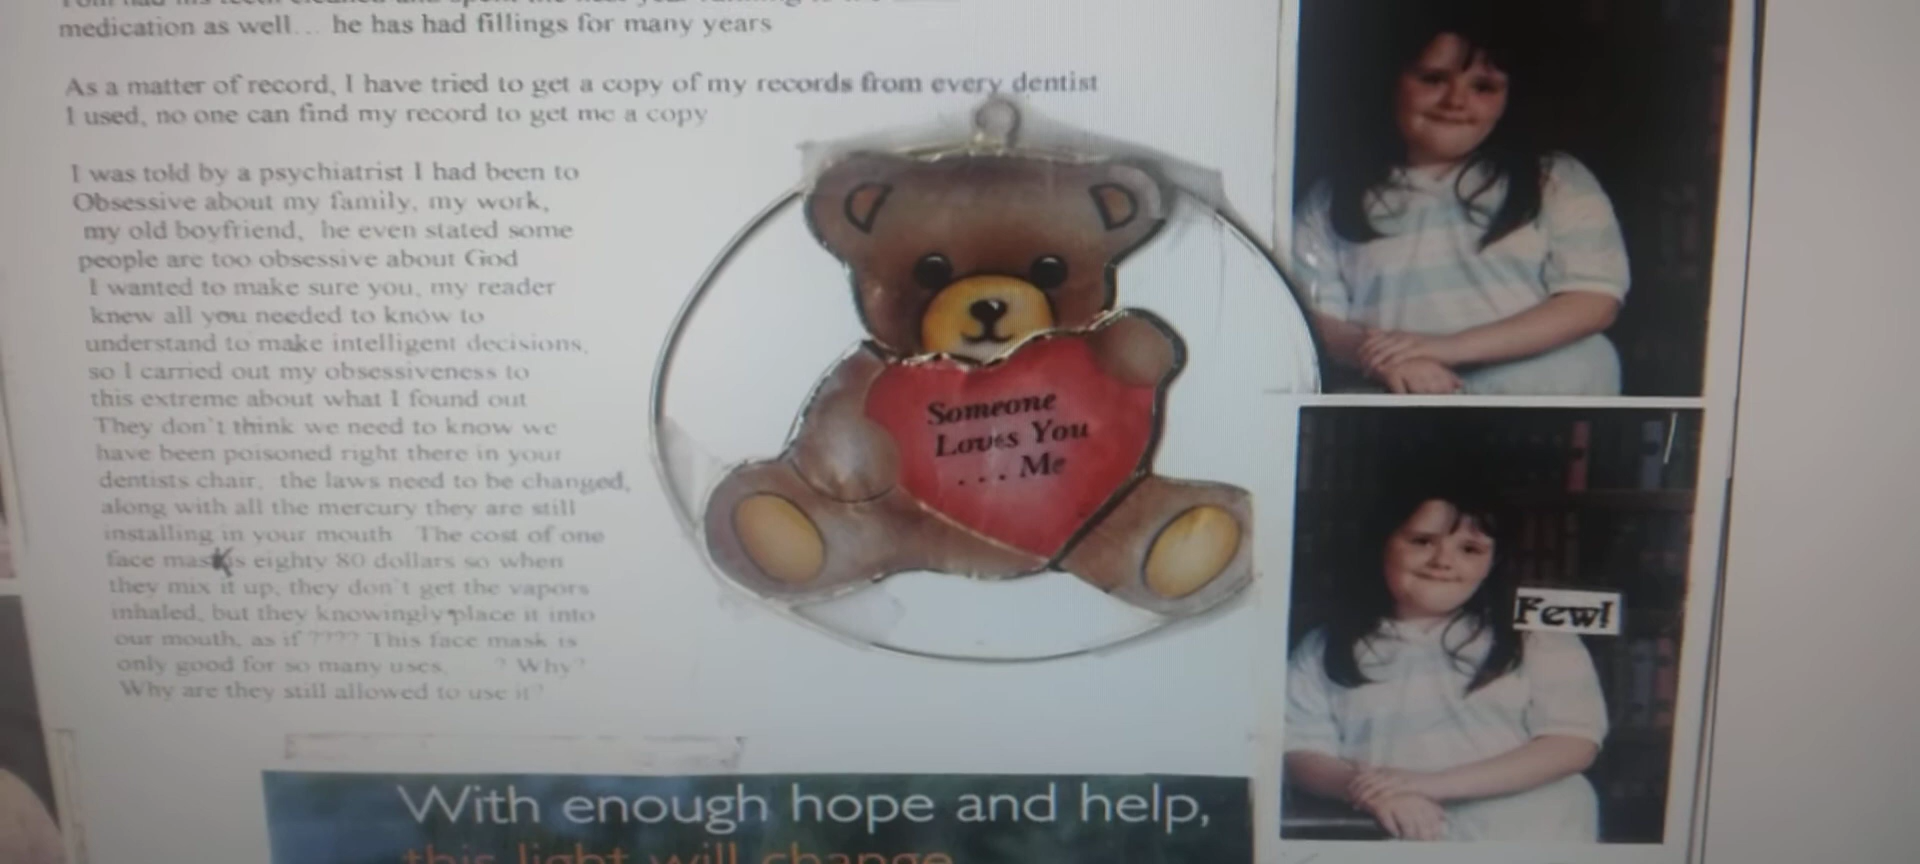 medication as well... he has had fillings for many years
As a matter of record, I have tried to get a copy of my records from every dentist
I used, no one can find my record to get me a copy
I was told by a psychiatrist I had been to
Obsessive about my family, my work,
my old boyfriend, he even stated some
people are too obsessive about God
I wanted to make sure you, my reader
knew all you needed to know to
understand to make intelligent decisions,
so I carried out my obsessiveness to
this extreme about what I found out
They don't think we need to know we
have been poisoned right there in your
dentists chair, the laws need to be changed,
along with all the mercury they are still
installing in your mouth The cost of one
face mask is eighty 80 dollars so when
they mix it up, they don't get the vapors
inhaled, but they knowingly place it into
our mouth, as if ???? This face mask is
only good for so many uses. ? Why?
Why are they still allowed to use it?
Someone
Loves You
... Me
Few!
With enough hope and help,
this light will change